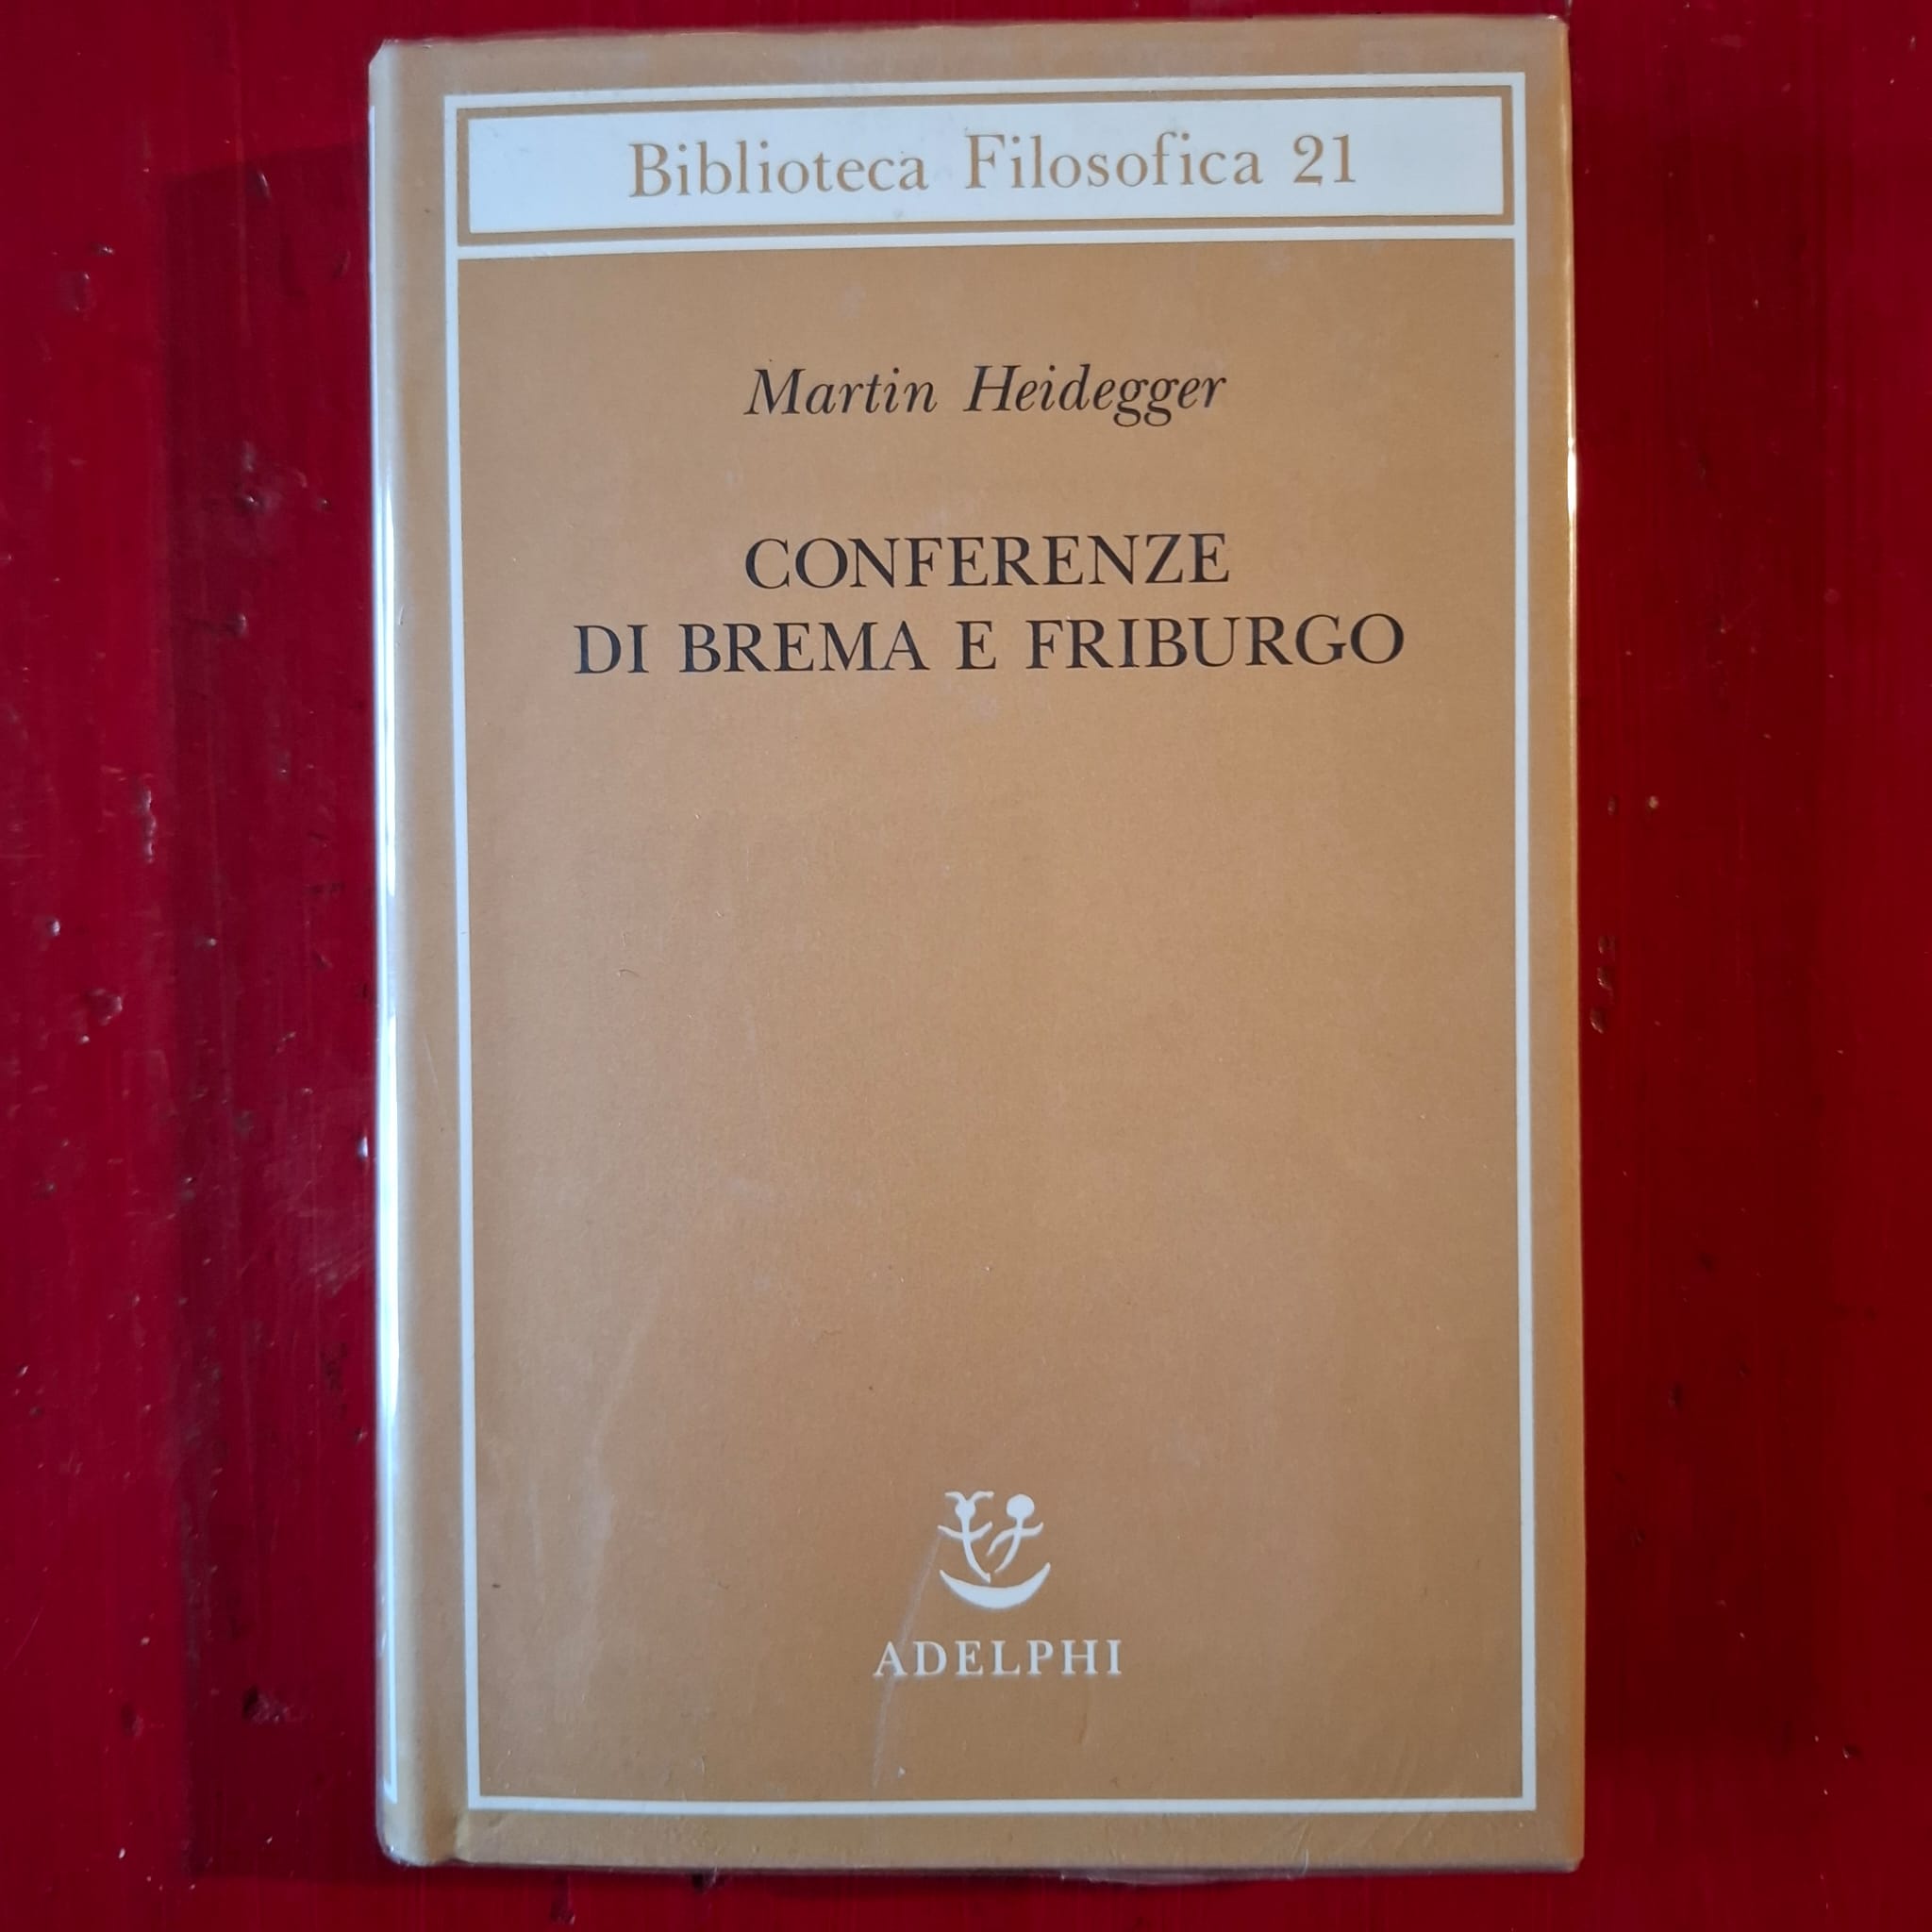 Biblioteca Filosofica 21
Martin Heidegger
CONFERENZE
DI BREMA E FRIBURGO
ADELPHI